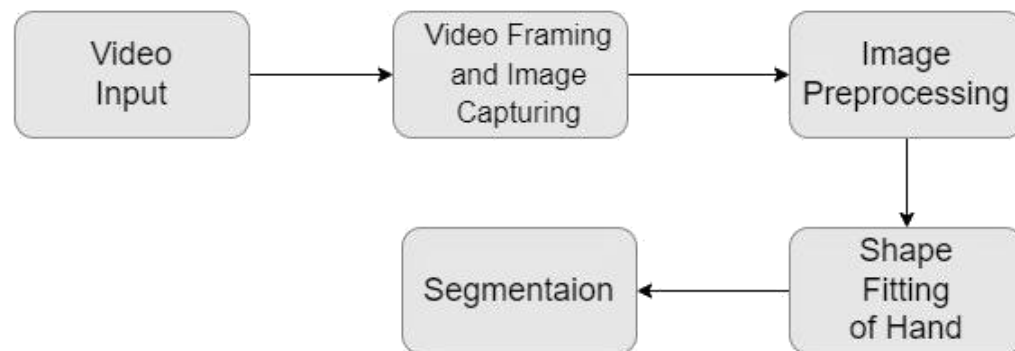 Video
Input
Video Framing
and Image
Capturing
Image
Preprocessing
Shape
Fitting
of Hand
Segmentaion